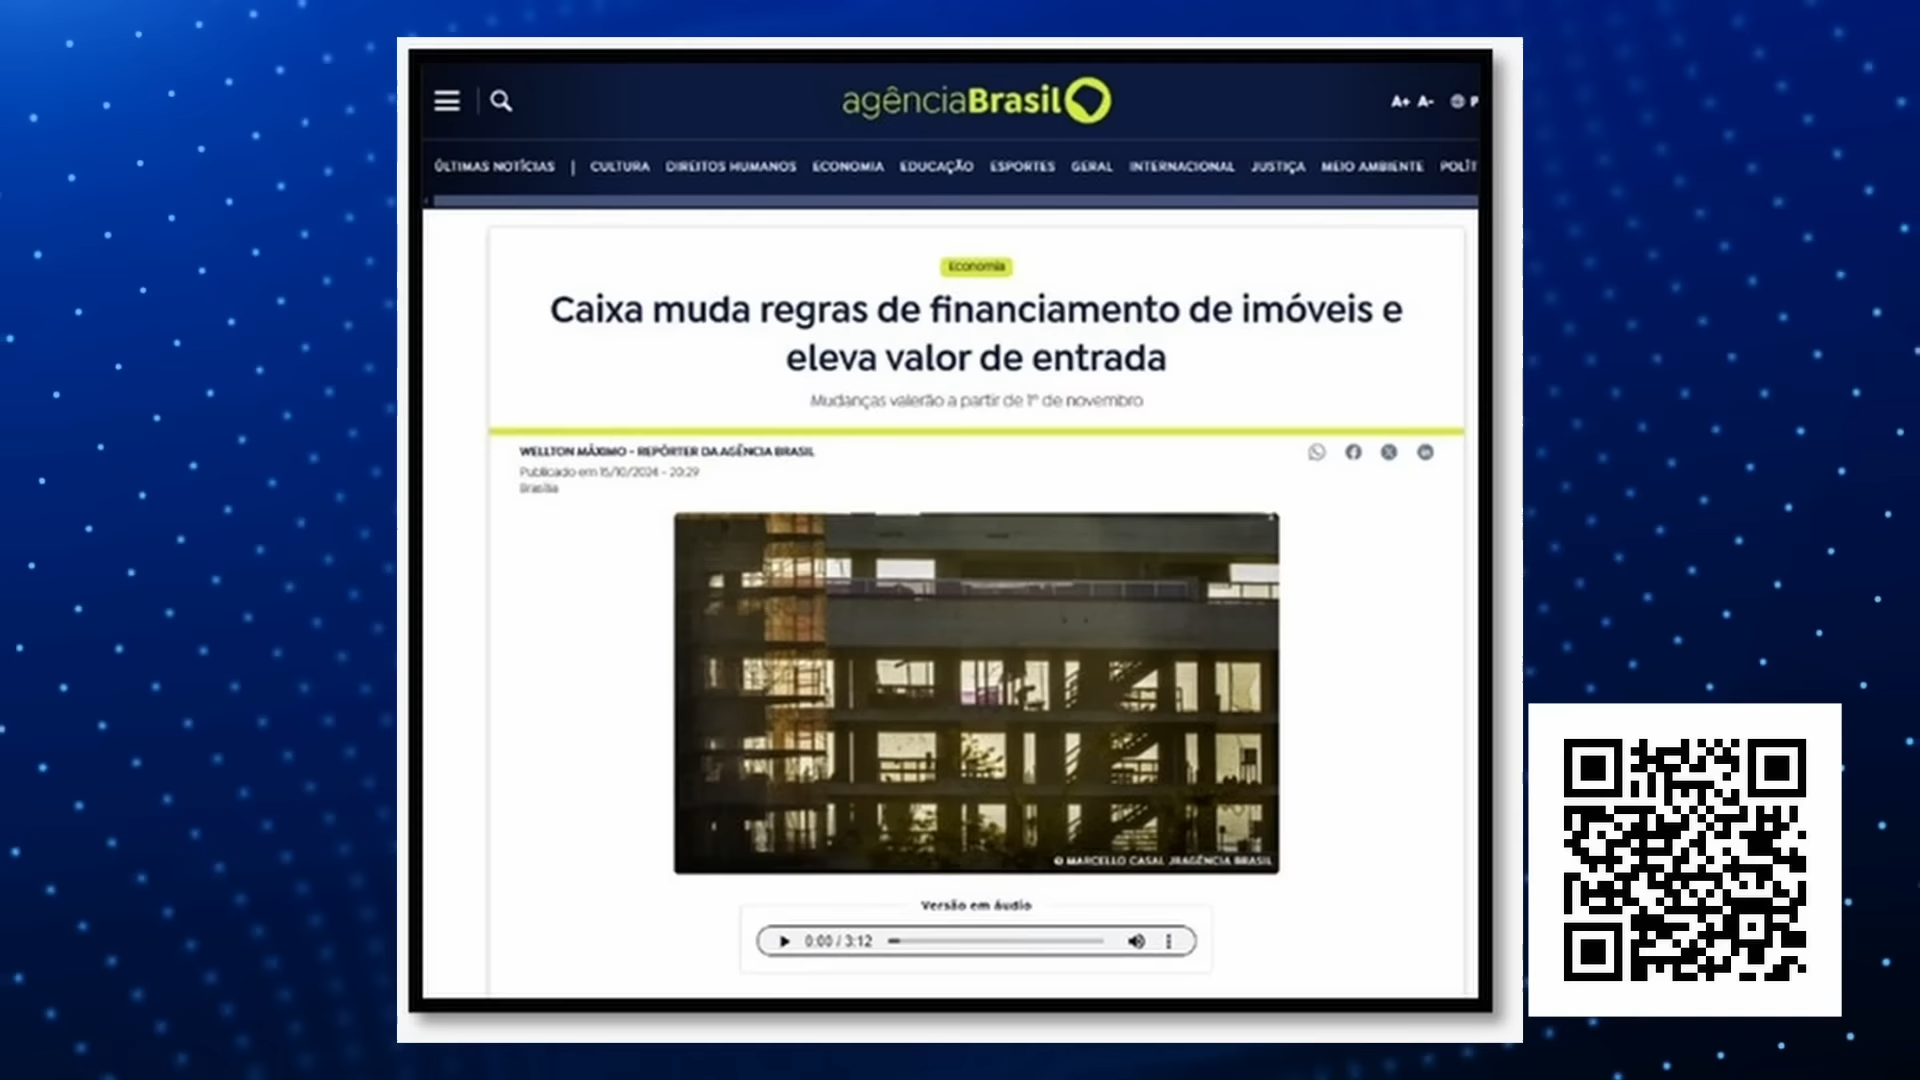 agênciaBrasil
A+ A-
ÚLTIMAS NOTÍCIAS | CULTURA DIREITOS HUMANOS ECONOMIA EDUCAÇÃO ESPORTES GERAL INTERNACIONAL JUSTIÇA MEIO AMBIENTE POLÍT
Economia
Caixa muda regras de financiamento de imóveis e
eleva valor de entrada
Mudanças valerão a partir de 1º de novembro
WELLTON MÁXIMO - REPÓRTER DA AGÊNCIA BRASIL
Publicado em 15/10/2024 - 20:29
Brasília
© MARCELLO CASAL JRAGÊNCIA BRASIL
Versão em áudio
0:00 / 3:12